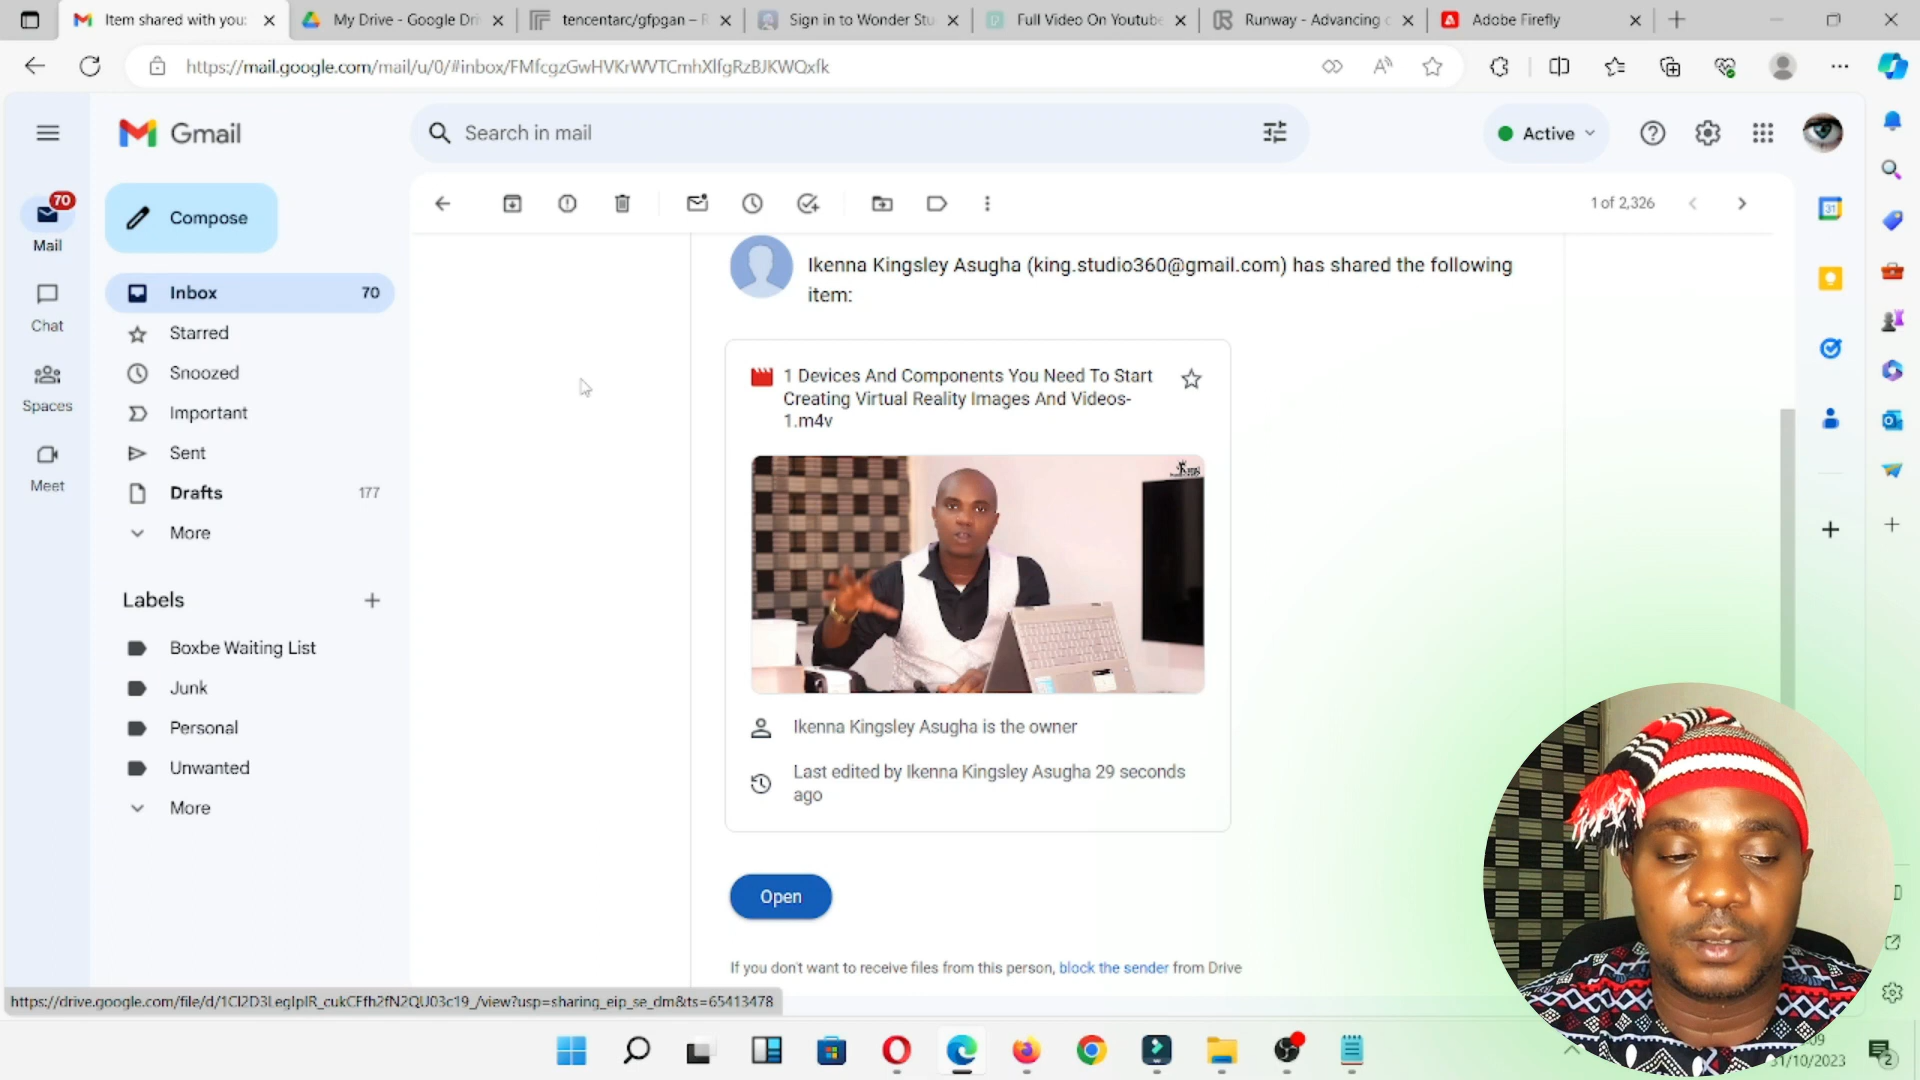 Item shared with you:
My Drive - Google Dri
tencentarc/gfpgan – R
Sign in to Wonder Stu
Full Video On Youtube
Runway - Advancing c
Adobe Firefly
https://mail.google.com/mail/u/0/#inbox/FMfcgzGwHVKrWVTCmhXlfgRzBJKWQxfk
Gmail
Search in mail
Active
70
Mail
Compose
1 of 2,326
Chat
Spaces
Meet
Inbox 70
Starred
Snoozed
Important
Sent
Drafts 177
More
Labels
Boxbe Waiting List
Junk
Personal
Unwanted
More
Ikenna Kingsley Asugha (king.studio360@gmail.com) has shared the following
item:
1 Devices And Components You Need To Start
Creating Virtual Reality Images And Videos-
1.m4v
Ikenna Kingsley Asugha is the owner
Last edited by Ikenna Kingsley Asugha 29 seconds
ago
Open
If you don't want to receive files from this person, block the sender from Drive
31
https://drive.google.com/file/d/1Cl2D3LegIpIR_cukCFfh2fN2QU03c19_/view?usp=sharing_eip_se_dm&ts=65413478
:09
31/10/2023
2